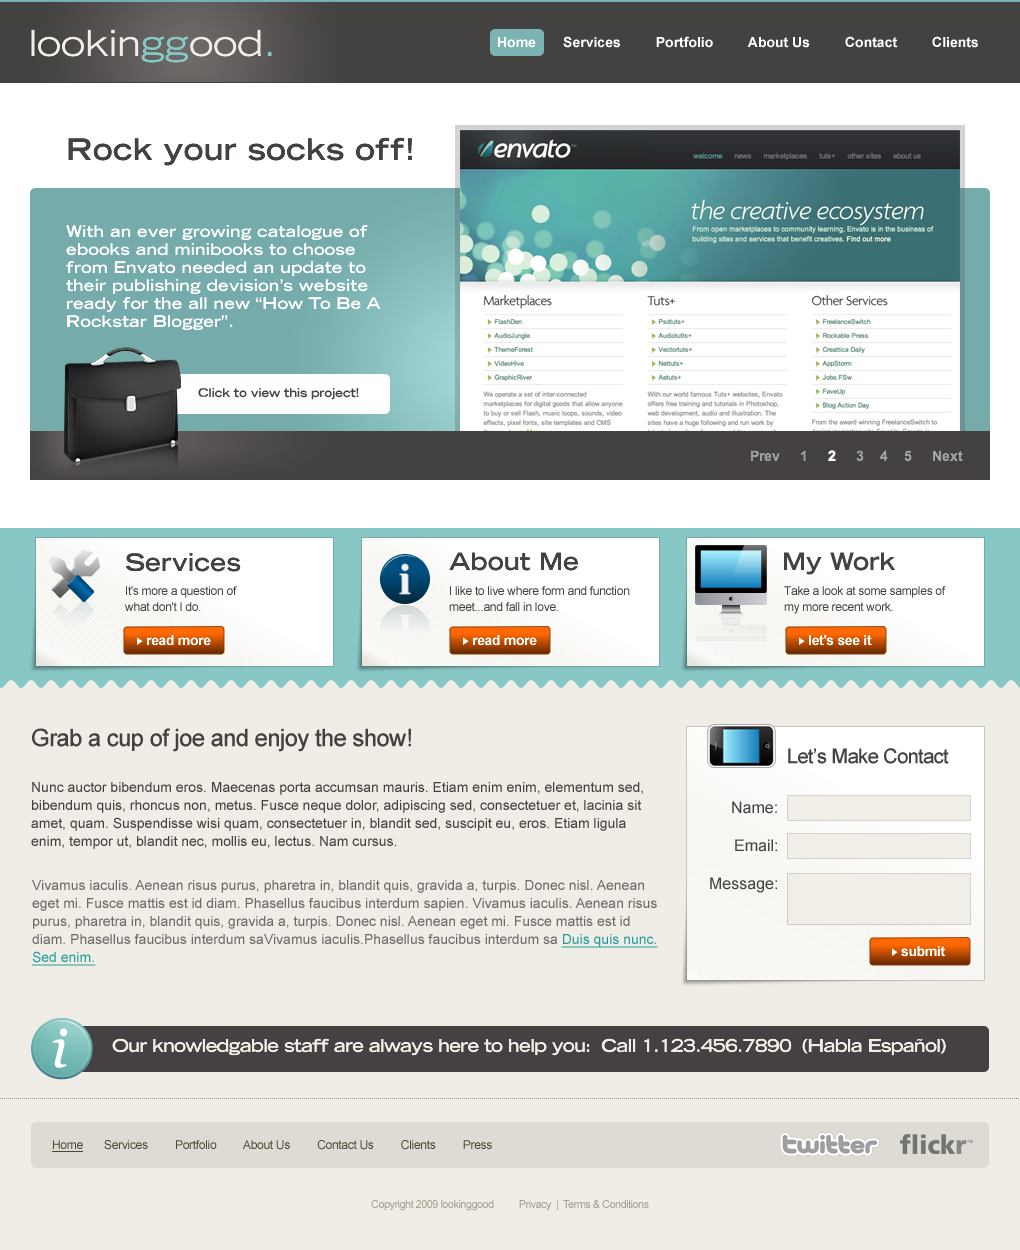 lookinggood.
Home Services Portfolio About Us Contact Clients
Rock your socks off!
With an ever growing catalogue of
ebooks and minibooks to choose
from Envato needed an update to
their publishing devision's website
ready for the all new "How To Be A
Rockstar Blogger".
Click to view this project!
envato
welcome news marketplaces tuts+ other sites about us
the creative ecosystem
From open marketplaces to community learning, Envato is in the business of
building sites and services that benefit creatives. Find out more
Marketplaces
FlashDen
AudioJungle
ThemeForest
VideoHive
GraphicRiver
We operate a set of inter-connected
marketplaces for digital goods that allow anyone
to buy or sell Flash, music loops, sounds, video
effects, pixel fonts, site templates and CMS
Tuts+
Psdtuts+
Audiotuts+
Vectortuts+
Nettuts+
Aetuts+
With our world famous Tuts+ websites, Envato
offers free training and tutorials in Photoshop,
web development, audio and illustration. The
sites have a huge following and run work by
Other Services
FreelanceSwitch
Rockable Press
Creattica Daily
AppStorm
Jobs.FSw
FaveUp
Blog Action Day
From the award winning FreelanceSwitch to
Prev 1 2 3 4 5 Next
Services
It's more a question of
what don't I do.
read more
About Me
I like to live where form and function
meet...and fall in love.
read more
My Work
Take a look at some samples of
my more recent work.
let's see it
Grab a cup of joe and enjoy the show!
Nunc auctor bibendum eros. Maecenas porta accumsan mauris. Etiam enim enim, elementum sed,
bibendum quis, rhoncus non, metus. Fusce neque dolor, adipiscing sed, consectetuer et, lacinia sit
amet, quam. Suspendisse wisi quam, consectetuer in, blandit sed, suscipit eu, eros. Etiam ligula
enim, tempor ut, blandit nec, mollis eu, lectus. Nam cursus.
Vivamus iaculis. Aenean risus purus, pharetra in, blandit quis, gravida a, turpis. Donec nisl. Aenean
eget mi. Fusce mattis est id diam. Phasellus faucibus interdum sapien. Vivamus iaculis. Aenean risus
purus, pharetra in, blandit quis, gravida a, turpis. Donec nisl. Aenean eget mi. Fusce mattis est id
diam. Phasellus faucibus interdum saVivamus iaculis.Phasellus faucibus interdum sa Duis quis nunc.
Sed enim.
Let's Make Contact
Name:
Email:
Message:
submit
i Our knowledgable staff are always here to help you: Call 1.123.456.7890 (Habla Español)
Home Services Portfolio About Us Contact Us Clients Press twitter flickr™
Copyright 2009 lookinggood Privacy | Terms & Conditions